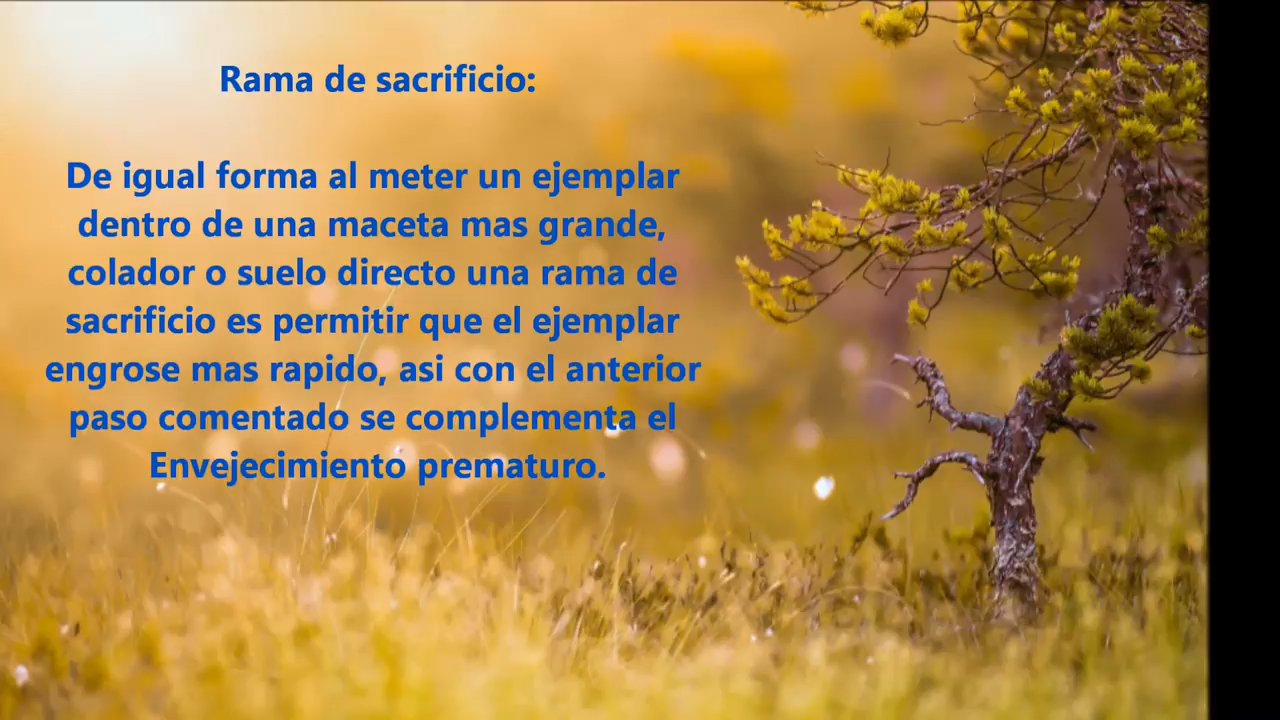 Rama de sacrificio:
De igual forma al meter un ejemplar
dentro de una maceta mas grande,
colador o suelo directo una rama de
sacrificio es permitir que el ejemplar
engrose mas rapido, asi con el anterior
paso comentado se complementa el
Envejecimiento prematuro.